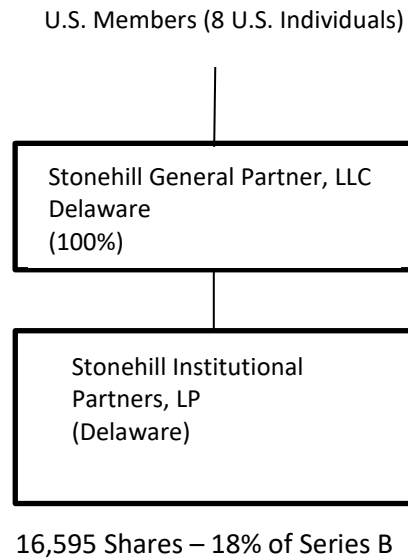 U.S. Members (8 U.S. Individuals)
Stonehill General Partner, LLC
Delaware
(100%)
Stonehill Institutional
Partners, LP
(Delaware)
16,595 Shares – 18% of Series B